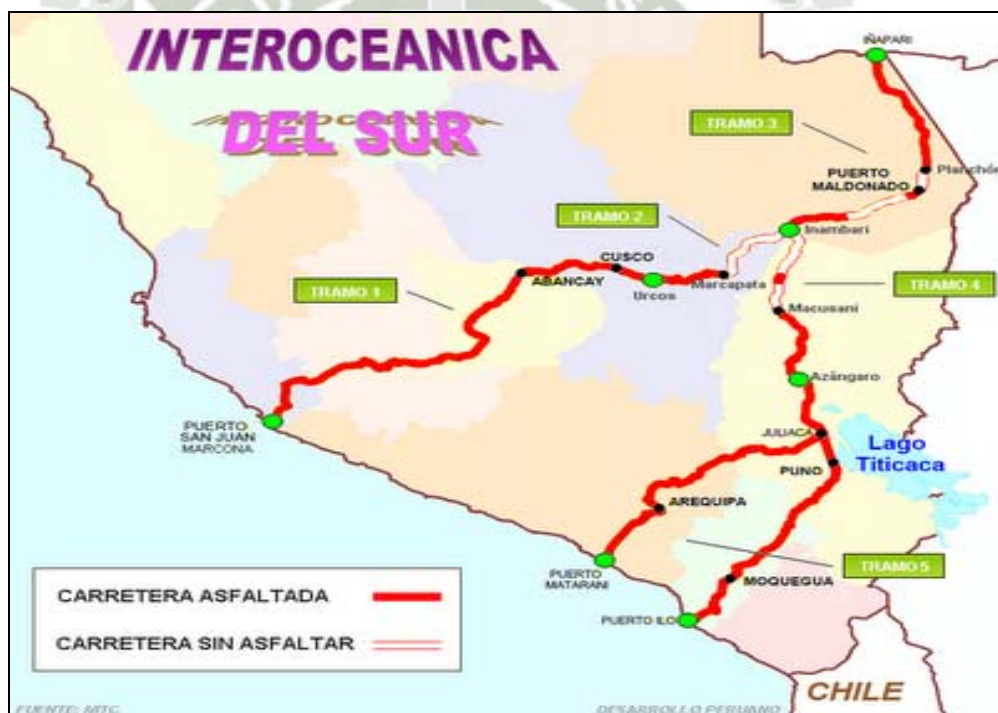 INTEROCEANICA
DEL SUR
IÑAPARI
TRAMO 3
Planchón
PUERTO
MALDONADO
TRAMO 2
Inambari
CUSCO
TRAMO 1
ABANCAY
Urcos
Marcapata
TRAMO 4
Macusani
Azángaro
PUERTO
SAN JUAN
MARCONA
JULIACA
Lago
Titicaca
PUNO
AREQUIPA
TRAMO 5
PUERTO
MATARANI
MOQUEGUA
CARRETERA ASFALTADA
CARRETERA SIN ASFALTAR
PUERTO ILO
CHILE
FUENTE: MTC
DESARROLLO PERUANO